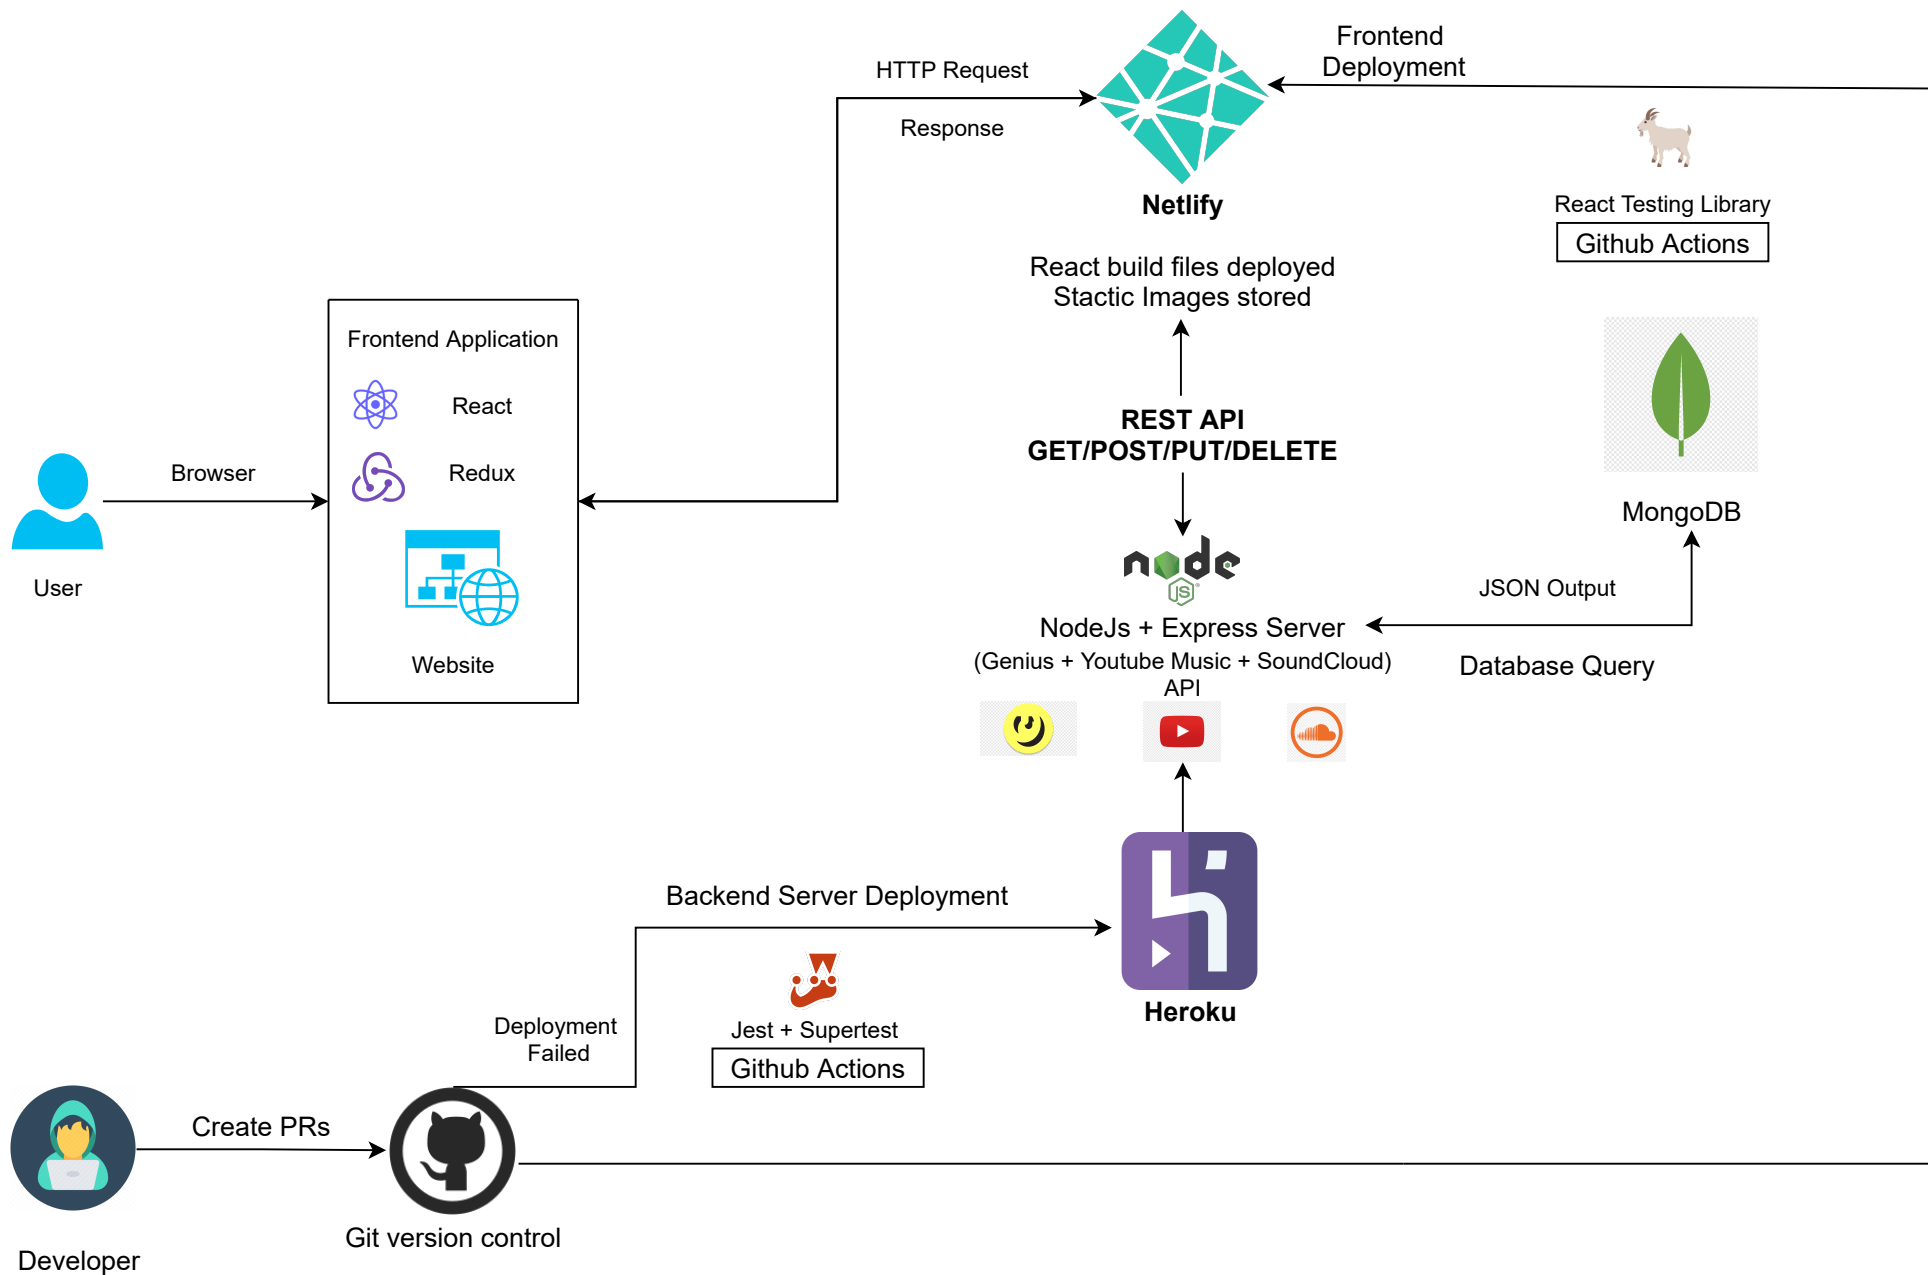 Frontend
Deployment
HTTP Request
Response
React Testing Library
Github Actions
Netlify
React build files deployed
Stactic Images stored
Frontend Application
React
Redux
Website
Browser
User
REST API
GET/POST/PUT/DELETE
MongoDB
node
JS
NodeJs + Express Server
(Genius + Youtube Music + SoundCloud)
API
JSON Output
Database Query
Backend Server Deployment
Heroku
Deployment
Failed
Jest + Supertest
Github Actions
Create PRs
Git version control
Developer